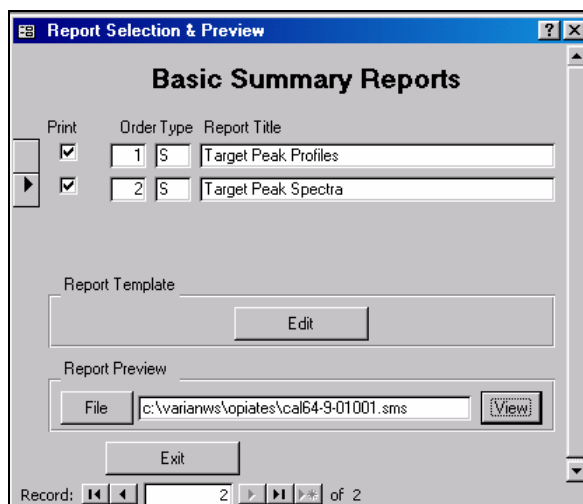 Report Selection & Preview
Basic Summary Reports
Print Order Type Report Title
1 S Target Peak Profiles
2 S Target Peak Spectra
Report Template
Edit
Report Preview
File c:\varianws\opiates\cal64-9-01001.sms View
Exit
Record: 2 of 2